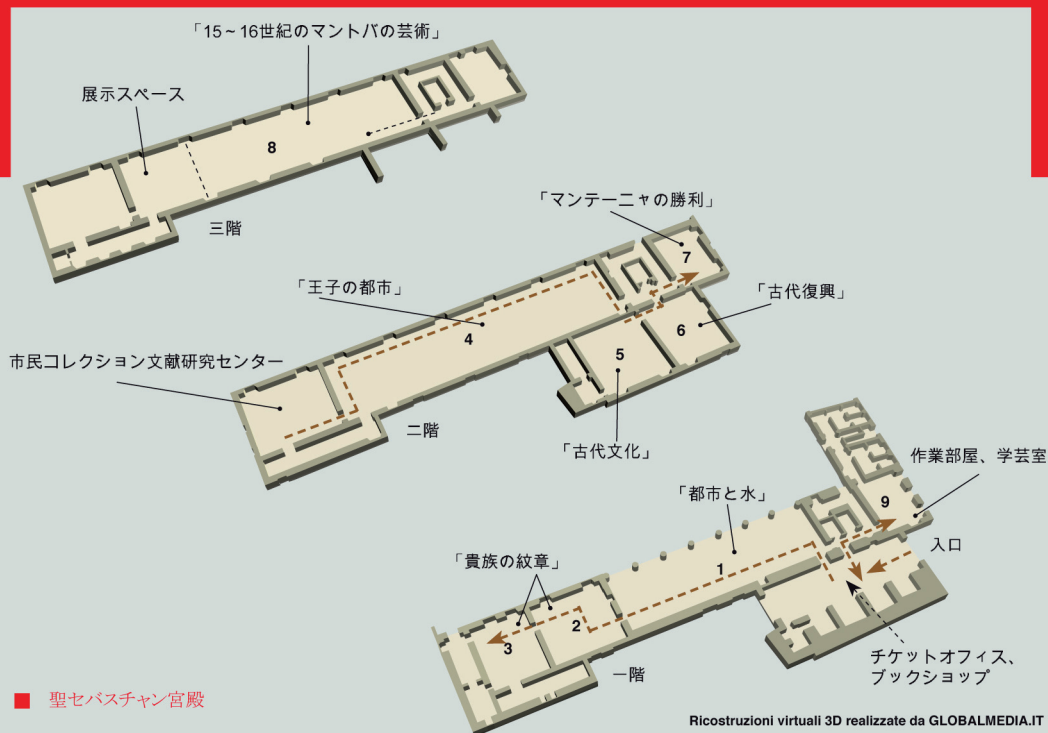 「15～16世紀のマントバの芸術」
展示スペース
8
三階
「マンテーニャの勝利」
7
「王子の都市」
「古代復興」
4
6
5
市民コレクション文献研究センター
二階
「古代文化」
作業部屋、学芸室
「都市と水」
9
入口
「貴族の紋章」
1
2
3
チケットオフィス、
ブックショップ
一階
聖セバスチャン宮殿
Ricostruzioni virtuali 3D realizzate da GLOBALMEDIA.IT